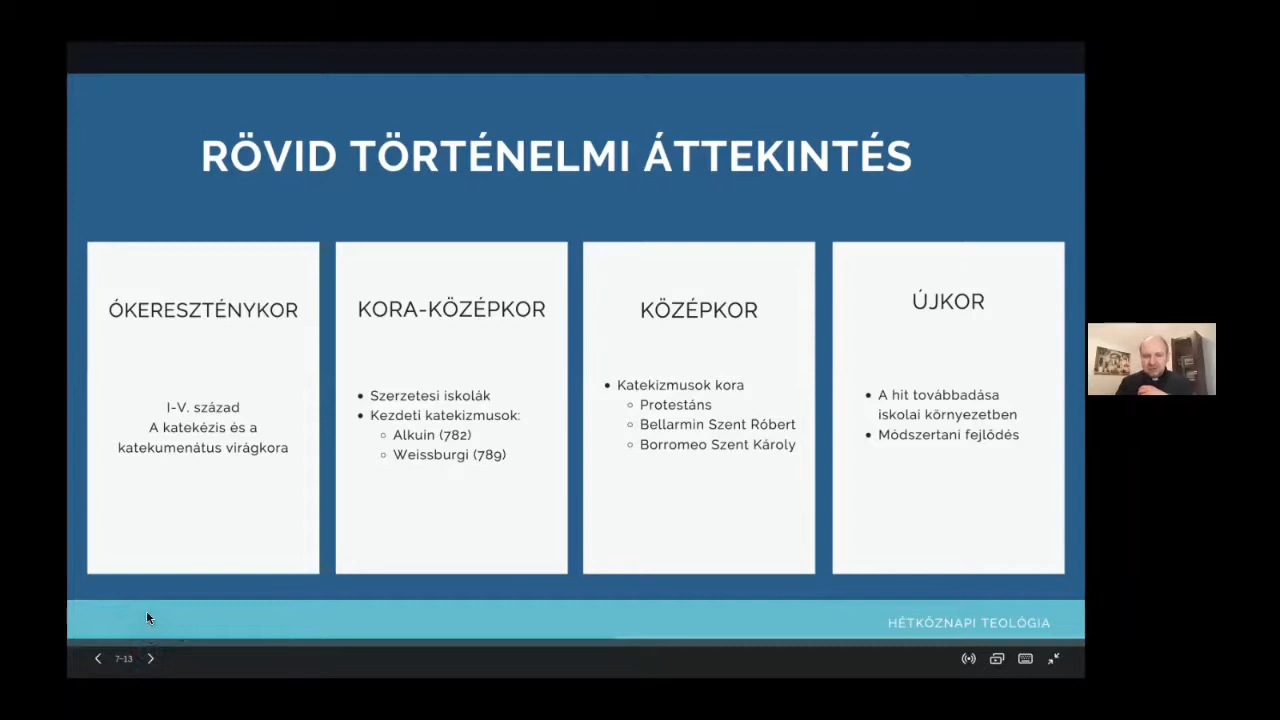 RÖVID TÖRTÉNELMI ÁTTEKINTÉS
ÓKERESZTÉNYKOR
I-V. század
A katekézis és a
katekumenátus virágkora
KORA-KÖZÉPKOR
Szerzetesi iskolák
Kezdeti katekizmusok:
Alkuin (782)
Weissburgi (789)
KÖZÉPKOR
Katekizmusok kora
Protestáns
Bellarmin Szent Róbert
Borromeo Szent Károly
ÚJKOR
A hit továbbadása
iskolai környezetben
Módszertani fejlődés
HÉTKÖZNAPI TEOLÓGIA
7-13